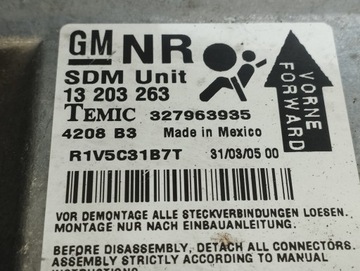 GM NR
SDM Unit
13 203 263
TEMIC 327963935
4208 B3 Made in Mexico
R1V5C31B7T 31/03/05 00
VORNE
FORWARD
VOR DEMONTAGE ALLE STECKVERBINDUNGEN LOESEN.
MONTAGE NUR NACH EINBAUANLEITUNG.
BEFORE DISASSEMBLY, DETACH ALL CONNECTORS.
ASSEMBLY STRICTLY ACCORDING TO MANUAL